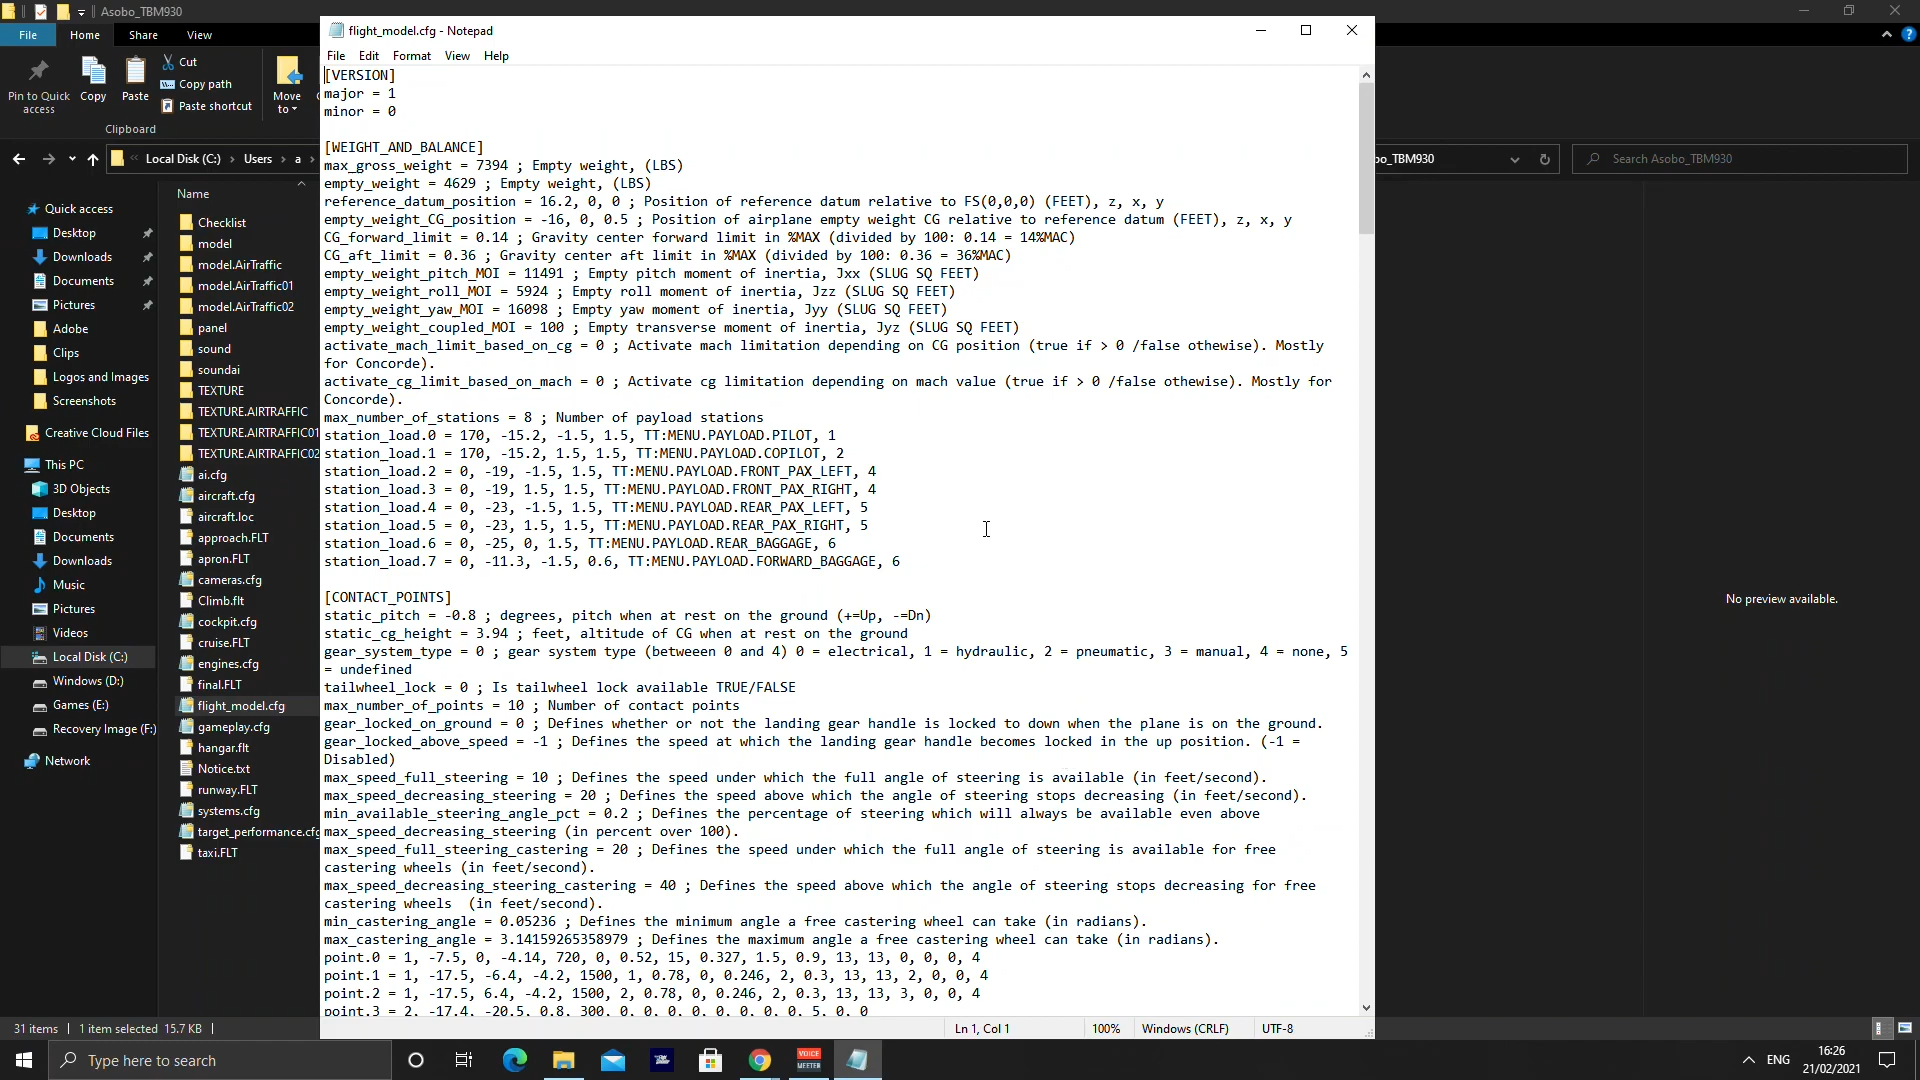 Asobo_TBM930
File
Home
Share
View
Pin to Quick access
Copy
Paste
Cut
Copy path
Paste shortcut
Move to
Clipboard
Local Disk (C:) › Users › a ›
bo_TBM930
Search Asobo_TBM930
Name
Quick access
Desktop
Downloads
Documents
Pictures
Adobe
Clips
Logos and Images
Screenshots
Creative Cloud Files
This PC
3D Objects
Desktop
Documents
Downloads
Music
Pictures
Videos
Local Disk (C:)
Windows (D:)
Games (E:)
Recovery Image (F:)
Network
Checklist
model
model.AirTraffic
model.AirTraffic01
model.AirTraffic02
panel
sound
soundai
TEXTURE
TEXTURE.AIRTRAFFIC
TEXTURE.AIRTRAFFIC01
TEXTURE.AIRTRAFFIC02
ai.cfg
aircraft.cfg
aircraft.loc
approach.FLT
apron.FLT
cameras.cfg
Climb.flt
cockpit.cfg
cruise.FLT
engines.cfg
final.FLT
flight_model.cfg
gameplay.cfg
hangar.flt
Notice.txt
runway.FLT
systems.cfg
target_performance.cfg
taxi.FLT
flight_model.cfg - Notepad
File Edit Format View Help
[VERSION]
major = 1
minor = 0
[WEIGHT_AND_BALANCE]
max_gross_weight = 7394 ; Empty weight, (LBS)
empty_weight = 4629 ; Empty weight, (LBS)
reference_datum_position = 16.2, 0, 0 ; Position of reference datum relative to FS(0,0,0) (FEET), z, x, y
empty_weight_CG_position = -16, 0, 0.5 ; Position of airplane empty weight CG relative to reference datum (FEET), z, x, y
CG_forward_limit = 0.14 ; Gravity center forward limit in %MAX (divided by 100: 0.14 = 14%MAC)
CG_aft_limit = 0.36 ; Gravity center aft limit in %MAX (divided by 100: 0.36 = 36%MAC)
empty_weight_pitch_MOI = 11491 ; Empty pitch moment of inertia, Jxx (SLUG SQ FEET)
empty_weight_roll_MOI = 5924 ; Empty roll moment of inertia, Jzz (SLUG SQ FEET)
empty_weight_yaw_MOI = 16098 ; Empty yaw moment of inertia, Jyy (SLUG SQ FEET)
empty_weight_coupled_MOI = 100 ; Empty transverse moment of inertia, Jyz (SLUG SQ FEET)
activate_mach_limit_based_on_cg = 0 ; Activate mach limitation depending on CG position (true if > 0 /false othewise). Mostly
for Concorde).
activate_cg_limit_based_on_mach = 0 ; Activate cg limitation depending on mach value (true if > 0 /false othewise). Mostly for
Concorde).
max_number_of_stations = 8 ; Number of payload stations
station_load.0 = 170, -15.2, -1.5, 1.5, TT:MENU.PAYLOAD.PILOT, 1
station_load.1 = 170, -15.2, 1.5, 1.5, TT:MENU.PAYLOAD.COPILOT, 2
station_load.2 = 0, -19, -1.5, 1.5, TT:MENU.PAYLOAD.FRONT_PAX_LEFT, 4
station_load.3 = 0, -19, 1.5, 1.5, TT:MENU.PAYLOAD.FRONT_PAX_RIGHT, 4
station_load.4 = 0, -23, -1.5, 1.5, TT:MENU.PAYLOAD.REAR_PAX_LEFT, 5
station_load.5 = 0, -23, 1.5, 1.5, TT:MENU.PAYLOAD.REAR_PAX_RIGHT, 5
station_load.6 = 0, -25, 0, 1.5, TT:MENU.PAYLOAD.REAR_BAGGAGE, 6
station_load.7 = 0, -11.3, -1.5, 0.6, TT:MENU.PAYLOAD.FORWARD_BAGGAGE, 6
[CONTACT_POINTS]
static_pitch = -0.8 ; degrees, pitch when at rest on the ground (+=Up, -=Dn)
static_cg_height = 3.94 ; feet, altitude of CG when at rest on the ground
gear_system_type = 0 ; gear system type (betweeen 0 and 4) 0 = electrical, 1 = hydraulic, 2 = pneumatic, 3 = manual, 4 = none, 5
= undefined
tailwheel_lock = 0 ; Is tailwheel lock available TRUE/FALSE
max_number_of_points = 10 ; Number of contact points
gear_locked_on_ground = 0 ; Defines whether or not the landing gear handle is locked to down when the plane is on the ground.
gear_locked_above_speed = -1 ; Defines the speed at which the landing gear handle becomes locked in the up position. (-1 =
Disabled)
max_speed_full_steering = 10 ; Defines the speed under which the full angle of steering is available (in feet/second).
max_speed_decreasing_steering = 20 ; Defines the speed above which the angle of steering stops decreasing (in feet/second).
min_available_steering_angle_pct = 0.2 ; Defines the percentage of steering which will always be available even above
max_speed_decreasing_steering (in percent over 100).
max_speed_full_steering_castering = 20 ; Defines the speed under which the full angle of steering is available for free
castering wheels (in feet/second).
max_speed_decreasing_steering_castering = 40 ; Defines the speed above which the angle of steering stops decreasing for free
castering wheels  (in feet/second).
min_castering_angle = 0.05236 ; Defines the minimum angle a free castering wheel can take (in radians).
max_castering_angle = 3.14159265358979 ; Defines the maximum angle a free castering wheel can take (in radians).
point.0 = 1, -7.5, 0, -4.14, 720, 0, 0.52, 15, 0.327, 1.5, 0.9, 13, 13, 0, 0, 0, 4
point.1 = 1, -17.5, -6.4, -4.2, 1500, 1, 0.78, 0, 0.246, 2, 0.3, 13, 13, 2, 0, 0, 4
point.2 = 1, -17.5, 6.4, -4.2, 1500, 2, 0.78, 0, 0.246, 2, 0.3, 13, 13, 3, 0, 0, 4
point.3 = 2, -17.4, -20.5, 0.8, 300, 0, 0, 0, 0, 0, 0, 0, 0, 5, 0, 0
Ln 1, Col 1
100%
Windows (CRLF)
UTF-8
No preview available.
31 items
1 item selected 15.7 KB
Type here to search
VOICE
MEETER
ENG
16:26
21/02/2021